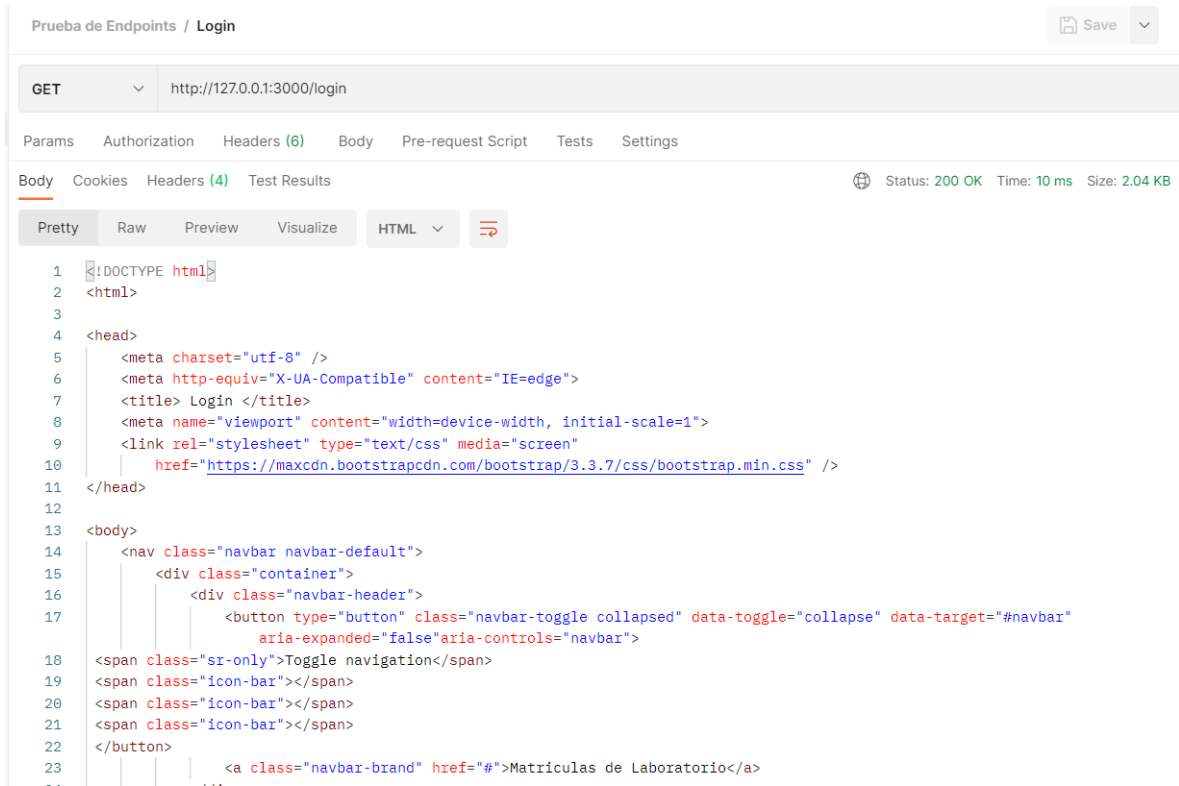 Prueba de Endpoints / Login
Save
GET
http://127.0.0.1:3000/login
Params Authorization Headers (6) Body Pre-request Script Tests Settings
Body Cookies Headers (4) Test Results
Status: 200 OK Time: 10 ms Size: 2.04 KB
Pretty Raw Preview Visualize HTML
1 <!DOCTYPE html>
2 <html>
3
4 <head>
5 <meta charset="utf-8" />
6 <meta http-equiv="X-UA-Compatible" content="IE=edge">
7 <title> Login </title>
8 <meta name="viewport" content="width=device-width, initial-scale=1">
9 <link rel="stylesheet" type="text/css" media="screen"
10 href="https://maxcdn.bootstrapcdn.com/bootstrap/3.3.7/css/bootstrap.min.css" />
11 </head>
12
13 <body>
14 <nav class="navbar navbar-default">
15 <div class="container">
16 <div class="navbar-header">
17 <button type="button" class="navbar-toggle collapsed" data-toggle="collapse" data-target="#navbar"
aria-expanded="false"aria-controls="navbar">
18 <span class="sr-only">Toggle navigation</span>
19 <span class="icon-bar"></span>
20 <span class="icon-bar"></span>
21 <span class="icon-bar"></span>
22 </button>
23 <a class="navbar-brand" href="#">Matriculas de Laboratorio</a>